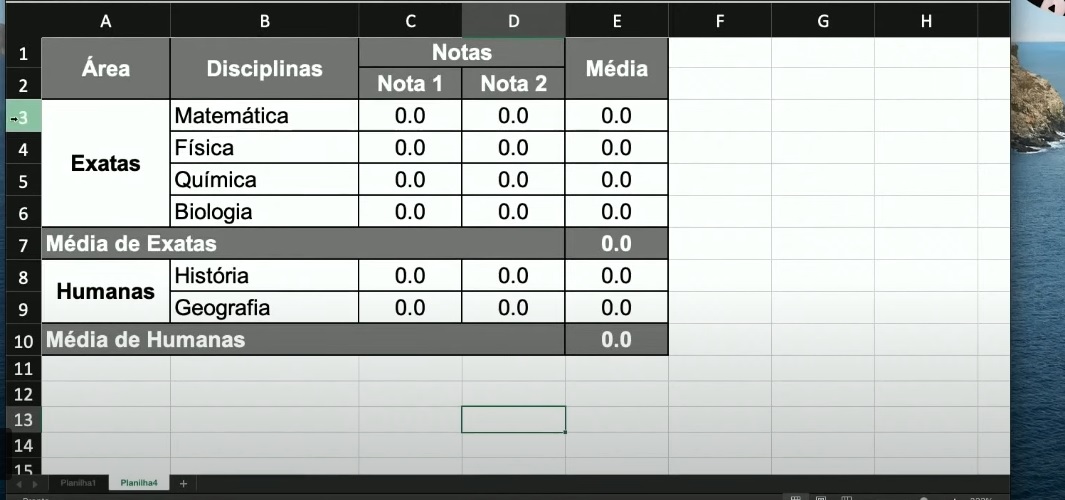 A B C D E F G H
1 Área Disciplinas Notas Média
2 Nota 1 Nota 2
3 Exatas Matemática 0.0 0.0 0.0
4 Física 0.0 0.0 0.0
5 Química 0.0 0.0 0.0
6 Biologia 0.0 0.0 0.0
7 Média de Exatas 0.0
8 Humanas História 0.0 0.0 0.0
9 Geografia 0.0 0.0 0.0
10 Média de Humanas 0.0
11
12
13
14
15
Planilha1 Planilha4 +